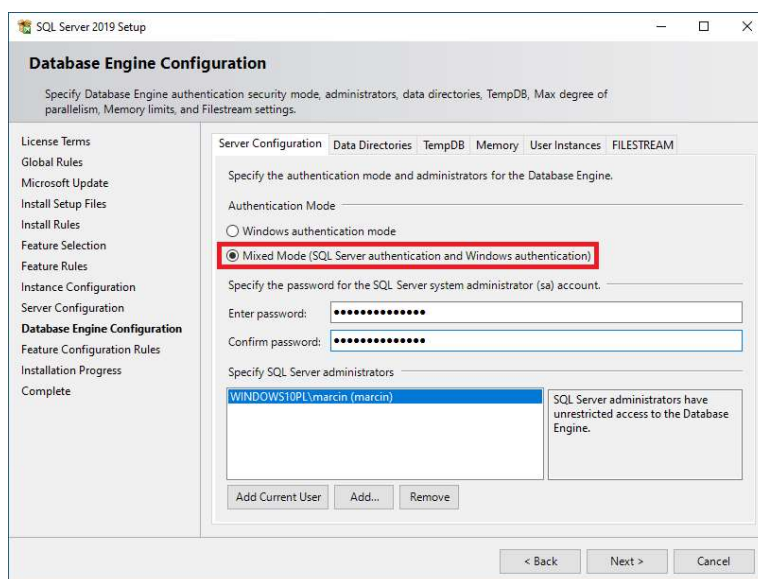 SQL Server 2019 Setup
Database Engine Configuration
Specify Database Engine authentication security mode, administrators, data directories, TempDB, Max degree of
parallelism, Memory limits, and Filestream settings.
License Terms
Global Rules
Microsoft Update
Install Setup Files
Install Rules
Feature Selection
Feature Rules
Instance Configuration
Server Configuration
Database Engine Configuration
Feature Configuration Rules
Installation Progress
Complete
Server Configuration Data Directories TempDB Memory User Instances FILESTREAM
Specify the authentication mode and administrators for the Database Engine.
Authentication Mode
Windows authentication mode
Mixed Mode (SQL Server authentication and Windows authentication)
Specify the password for the SQL Server system administrator (sa) account.
Enter password: ●●●●●●●●●●●●●●
Confirm password: ●●●●●●●●●●●●●●
Specify SQL Server administrators
WINDOWS10PL\marcin (marcin)
SQL Server administrators have
unrestricted access to the Database
Engine.
Add Current User Add... Remove
< Back Next > Cancel